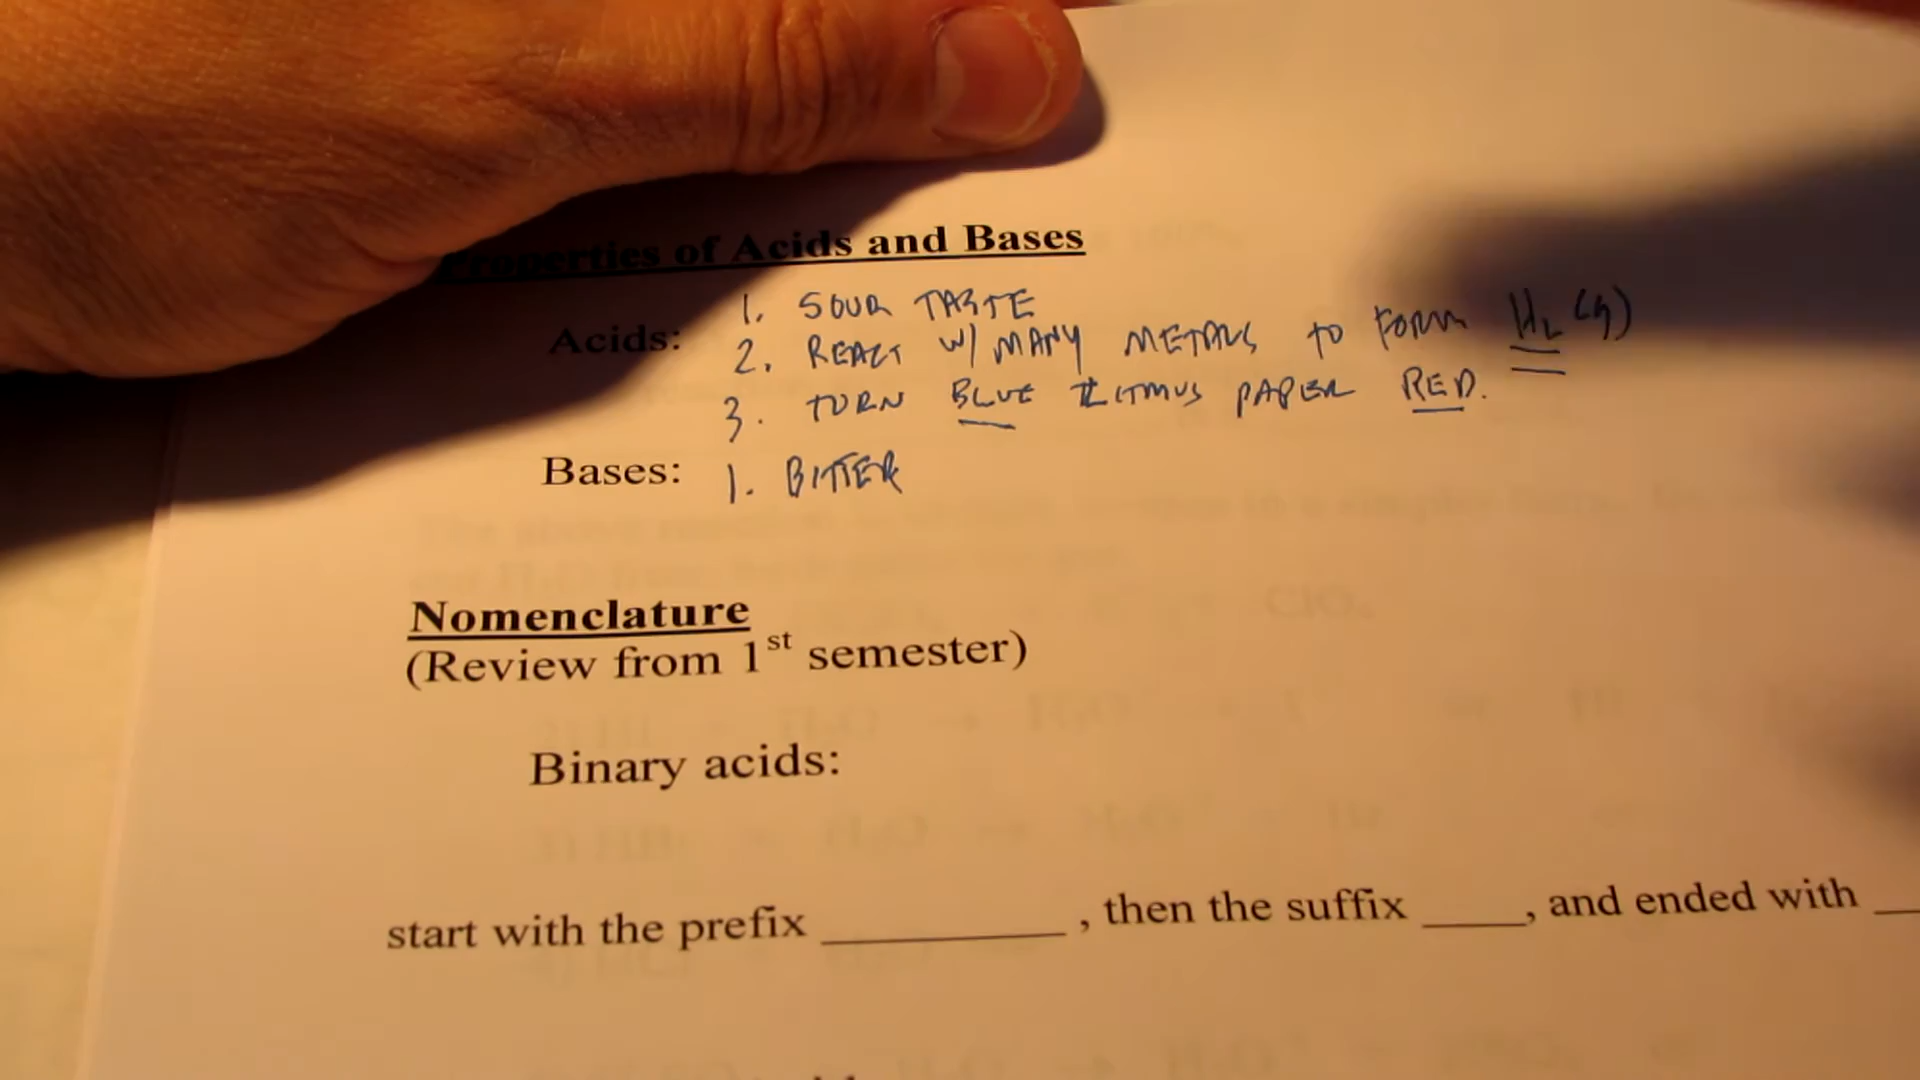 Properties of Acids and Bases
Acids: 1. SOUR TASTE
2. REACT W/ MANY METALS TO FORM H₂ (g)
3. TURN BLUE LITMUS PAPER RED.
Bases: 1. BITTER
Nomenclature
(Review from 1st semester)
Binary acids:
start with the prefix __________ , then the suffix ____, and ended with __